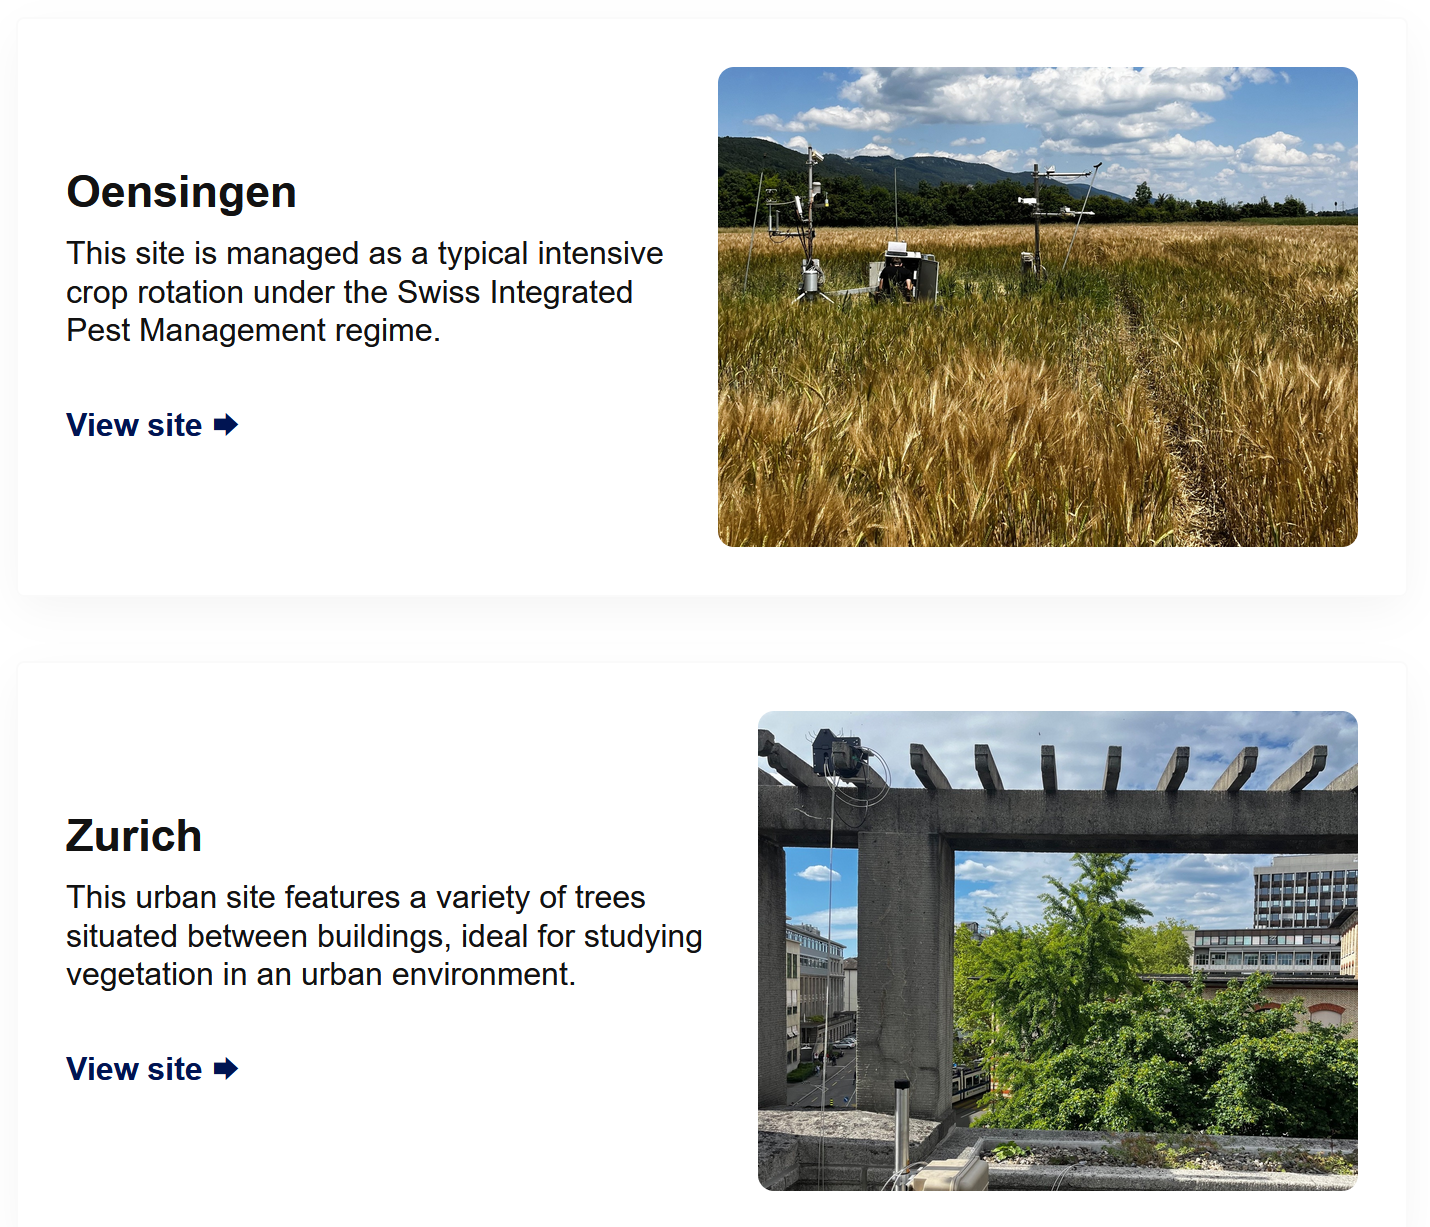 Oensingen
This site is managed as a typical intensive
crop rotation under the Swiss Integrated
Pest Management regime.
View site
Zurich
This urban site features a variety of trees
situated between buildings, ideal for studying
vegetation in an urban environment.
View site